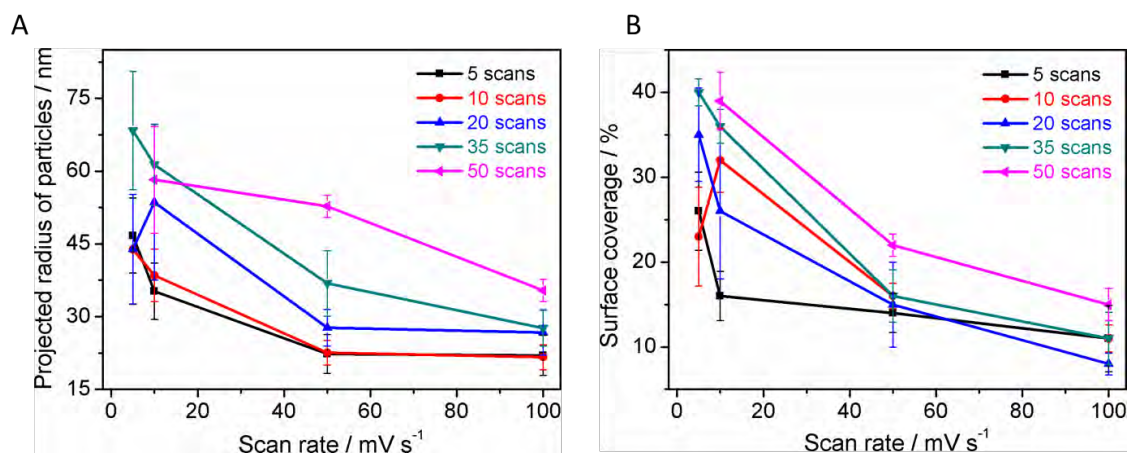 A
Projected radius of particles / nm
75
60
45
30
15
5 scans
10 scans
20 scans
35 scans
50 scans
0 20 40 60 80 100
Scan rate / mV s⁻¹
B
Surface coverage / %
40
30
20
10
5 scans
10 scans
20 scans
35 scans
50 scans
0 20 40 60 80 100
Scan rate / mV s⁻¹